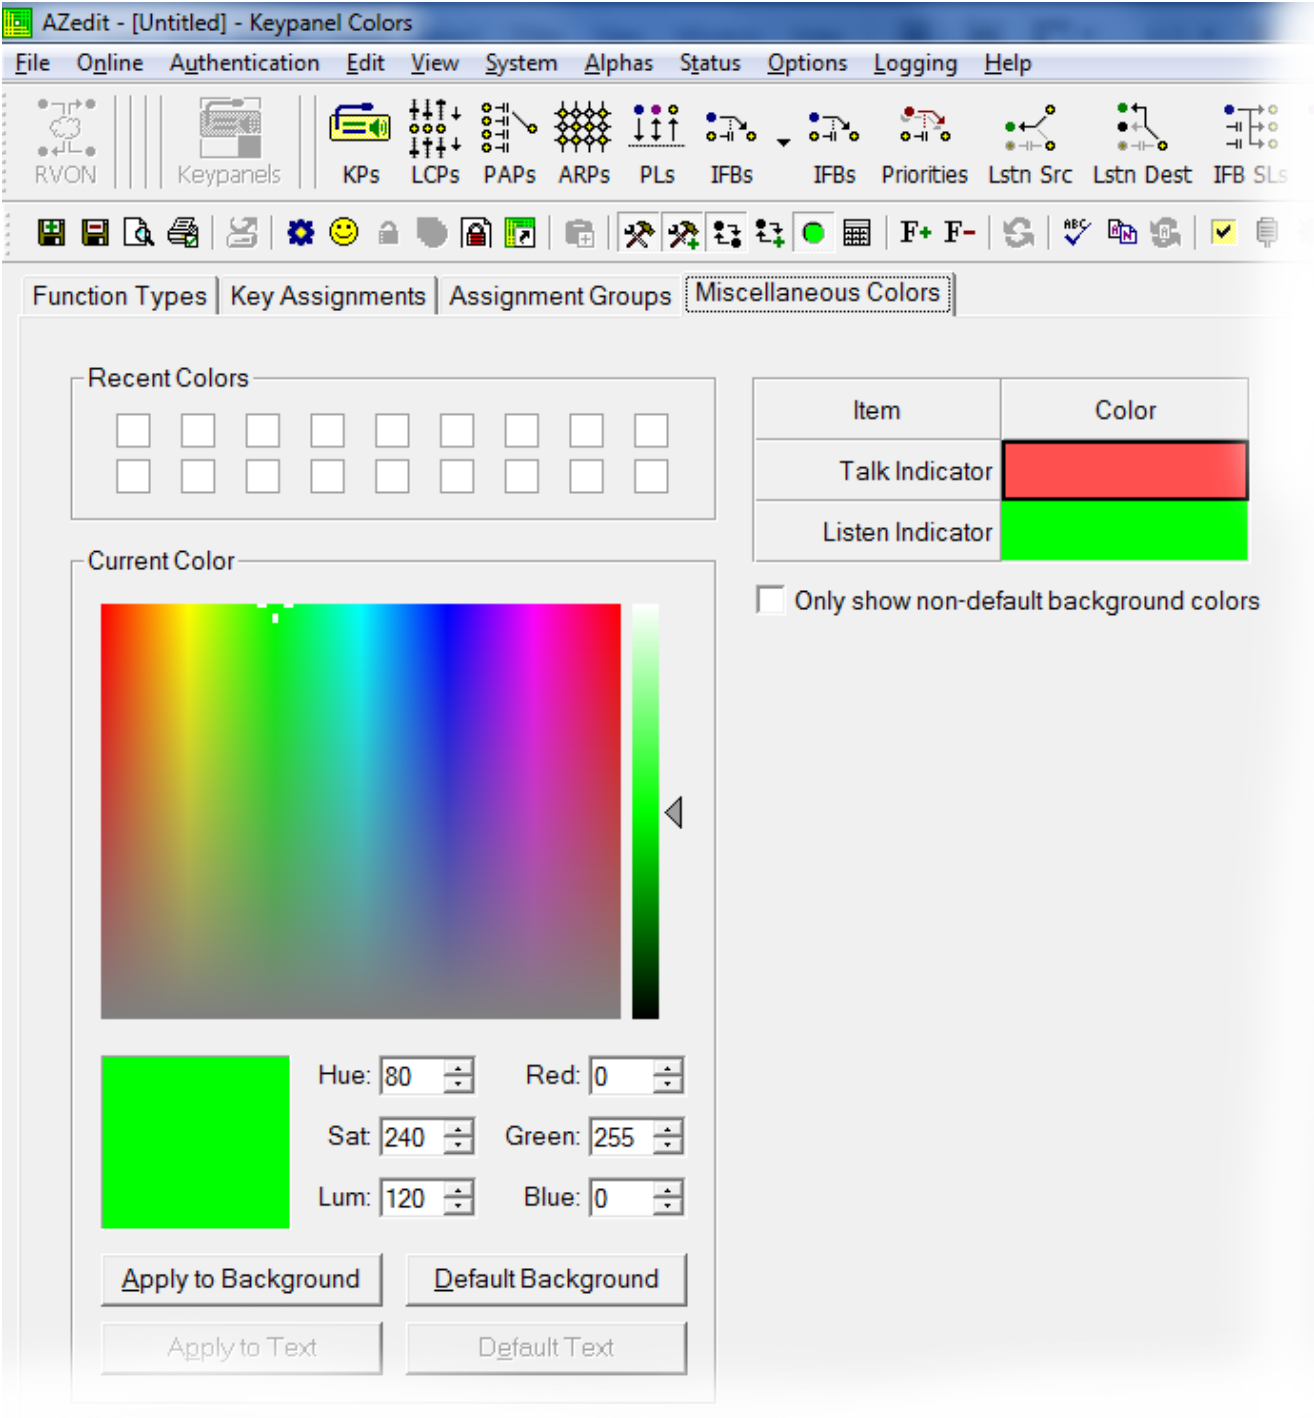 AZedit - [Untitled] - Keypanel Colors
File Online Authentication Edit View System Alphas Status Options Logging Help
RVON Keypanels KPs LCPs PAPs ARPs PLs IFBs IFBs Priorities Lstn Src Lstn Dest IFB SLs
F+ F- ABC
Function Types Key Assignments Assignment Groups Miscellaneous Colors
Recent Colors
Item Color
Talk Indicator
Listen Indicator
Only show non-default background colors
Current Color
Hue: 80 Red: 0
Sat: 240 Green: 255
Lum: 120 Blue: 0
Apply to Background Default Background
Apply to Text Default Text